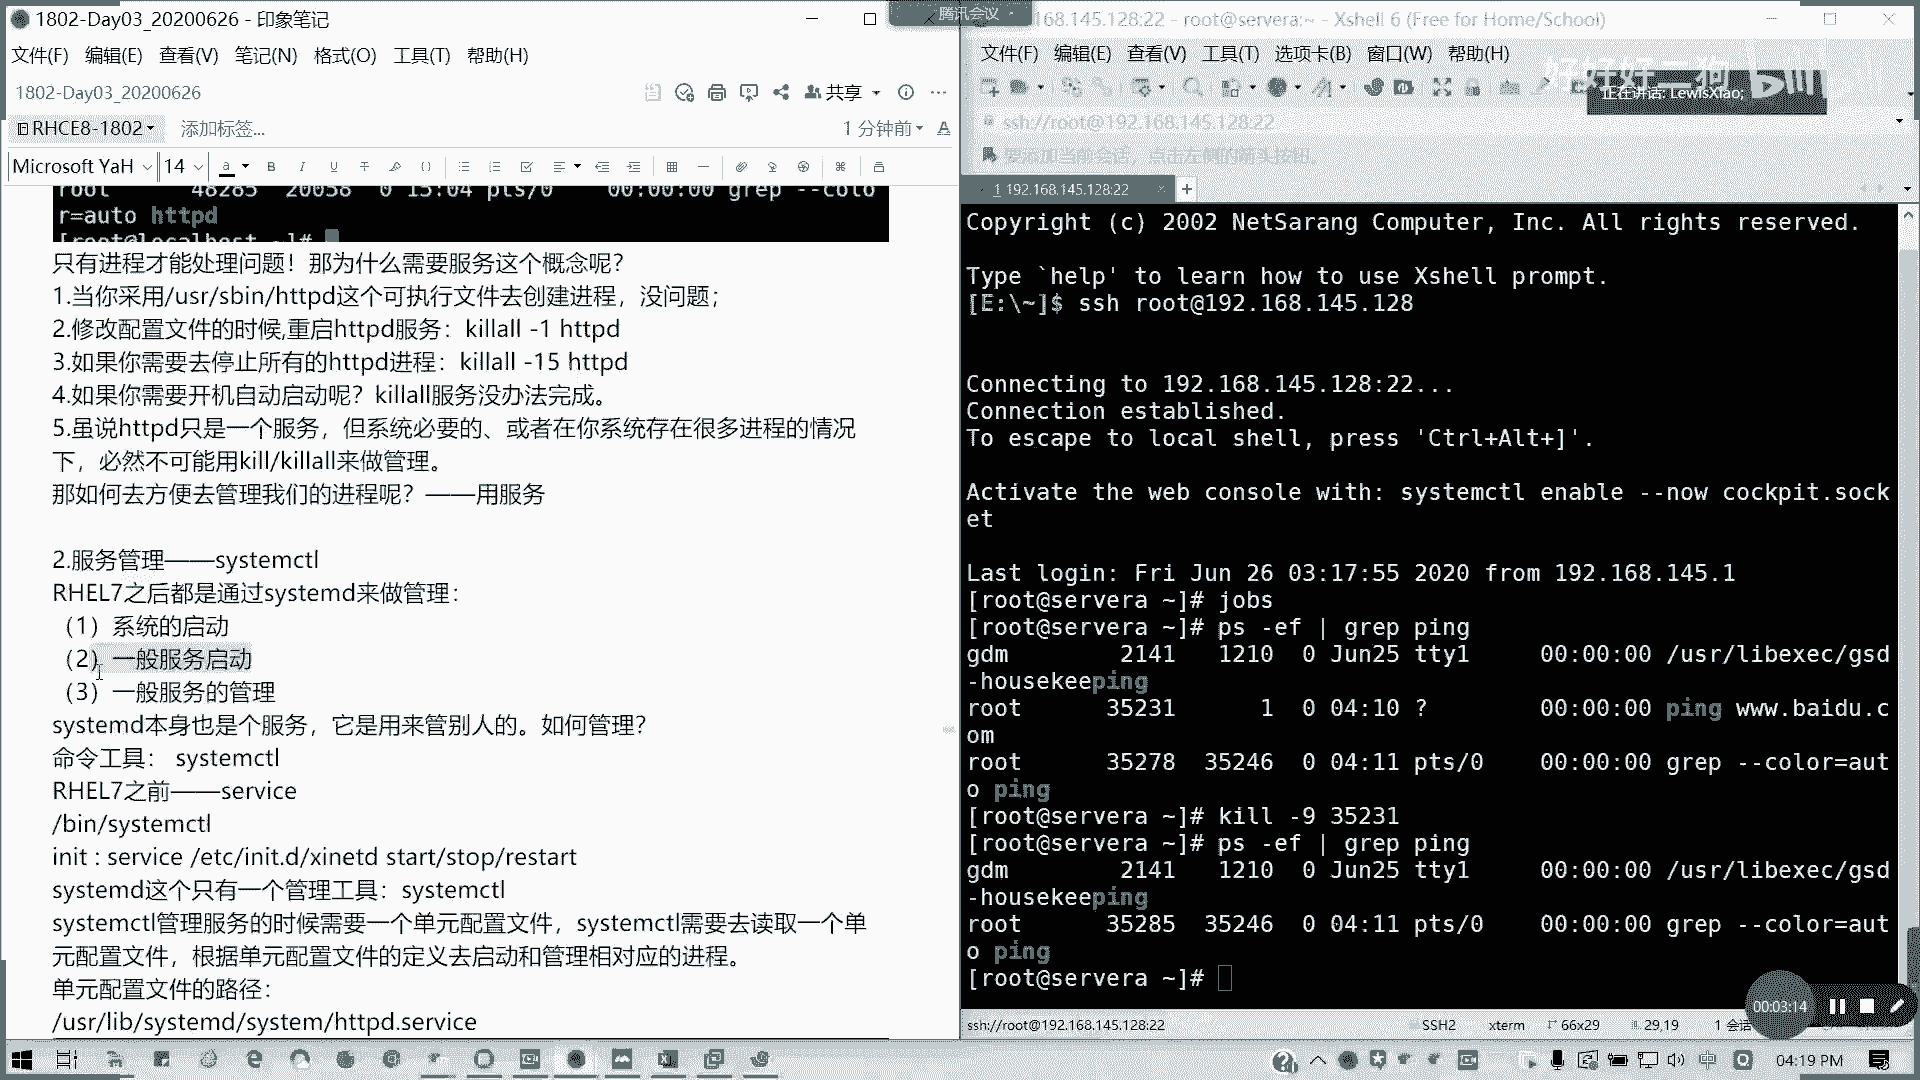 1802-Day03_20200626 - 印象笔记
文件(F) 编辑(E) 查看(V) 笔记(N) 格式(O) 工具(T) 帮助(H)
1802-Day03_20200626
共享
RHCE8-1802 添加标签...
1 分钟前
Microsoft YaH 14
root 48285 20058 0 15:04 pts/0 00:00:00 grep --colo
r=auto httpd
[root@localhost ~]#
只有进程才能处理问题！那为什么需要服务这个概念呢？
1.当你采用/usr/sbin/httpd这个可执行文件去创建进程，没问题；
2.修改配置文件的时候,重启httpd服务：killall -1 httpd
3.如果你需要去停止所有的httpd进程：killall -15 httpd
4.如果你需要开机自动启动呢？killall服务没办法完成。
5.虽说httpd只是一个服务，但系统必要的、或者在你系统存在很多进程的情况
下，必然不可能用kill/killall来做管理。
那如何去方便去管理我们的进程呢？——用服务
2.服务管理——systemctl
RHEL7之后都是通过systemd来做管理：
（1）系统的启动
（2）一般服务启动
（3）一般服务的管理
systemd本身也是个服务，它是用来管别人的。如何管理？
命令工具： systemctl
RHEL7之前——service
/bin/systemctl
init : service /etc/init.d/xinetd start/stop/restart
systemd这个只有一个管理工具：systemctl
systemctl管理服务的时候需要一个单元配置文件，systemctl需要去读取一个单
元配置文件，根据单元配置文件的定义去启动和管理相对应的进程。
单元配置文件的路径：
/usr/lib/systemd/system/httpd.service
腾讯会议
168.145.128:22 - root@servera:~ - Xshell 6 (Free for Home/School)
文件(F) 编辑(E) 查看(V) 工具(T) 选项卡(B) 窗口(W) 帮助(H)
好好好二狗 bilibili
正在讲话: LewisXiao;
ssh://root@192.168.145.128:22
要添加当前会话，点击左侧的箭头按钮。
1 192.168.145.128:22
Copyright (c) 2002 NetSarang Computer, Inc. All rights reserved.
Type `help' to learn how to use Xshell prompt.
[E:\~]$ ssh root@192.168.145.128
Connecting to 192.168.145.128:22...
Connection established.
To escape to local shell, press 'Ctrl+Alt+]'.
Activate the web console with: systemctl enable --now cockpit.sock
et
Last login: Fri Jun 26 03:17:55 2020 from 192.168.145.1
[root@servera ~]# jobs
[root@servera ~]# ps -ef | grep ping
gdm 2141 1210 0 Jun25 tty1 00:00:00 /usr/libexec/gsd
-housekeeping
root 35231 1 0 04:10 ? 00:00:00 ping www.baidu.c
om
root 35278 35246 0 04:11 pts/0 00:00:00 grep --color=aut
o ping
[root@servera ~]# kill -9 35231
[root@servera ~]# ps -ef | grep ping
gdm 2141 1210 0 Jun25 tty1 00:00:00 /usr/libexec/gsd
-housekeeping
root 35285 35246 0 04:11 pts/0 00:00:00 grep --color=aut
o ping
[root@servera ~]#
00:03:14
ssh://root@192.168.145.128:22 SSH2 xterm 66x29 29,19 1 会话
中
04:19 PM